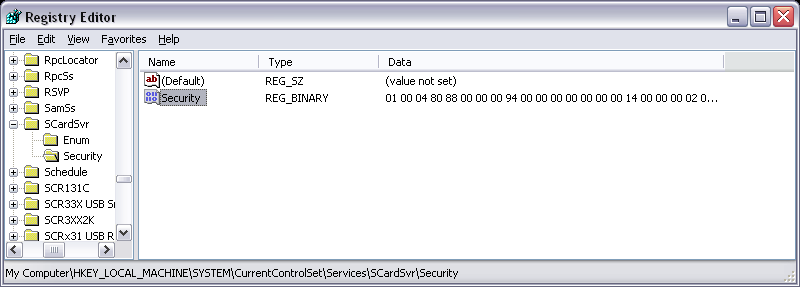 Registry Editor
File Edit View Favorites Help
RpcLocator
RpcSs
RSVP
SamSs
SCardSvr
Enum
Security
Schedule
SCR131C
SCR33X USB Sr
SCR3XX2K
SCRx31 USB R
Name Type Data
ab (Default) REG_SZ (value not set)
Security REG_BINARY 01 00 04 80 88 00 00 00 94 00 00 00 00 00 00 00 14 00 00 00 02 0...
My Computer\HKEY_LOCAL_MACHINE\SYSTEM\CurrentControlSet\Services\SCardSvr\Security